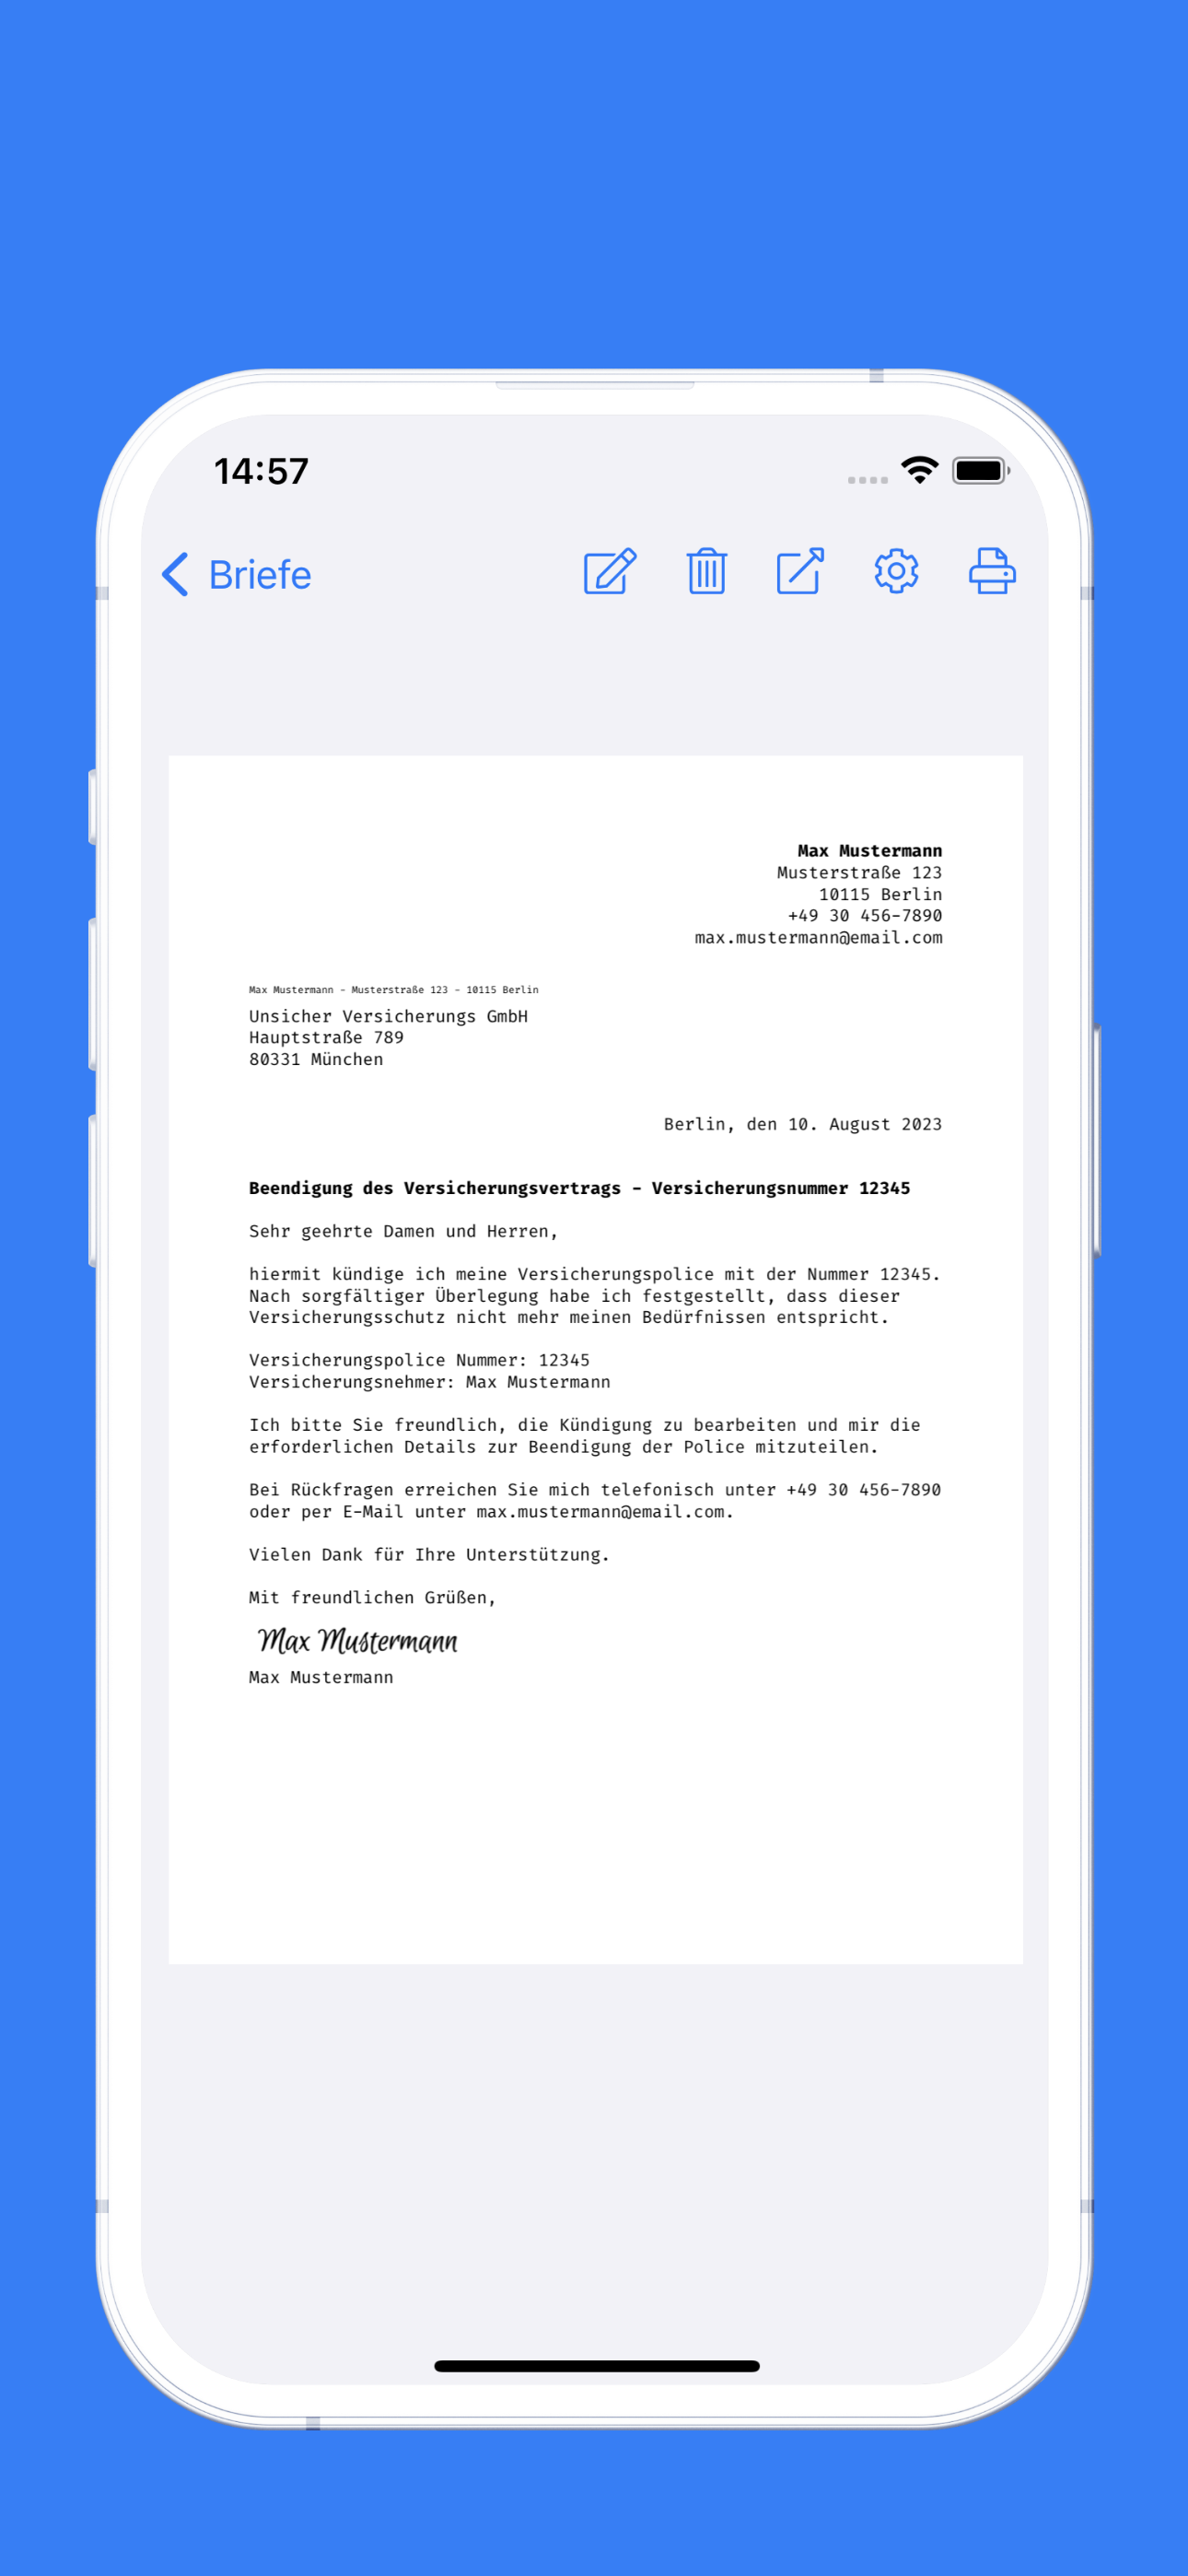 14:57
Briefe
Max Mustermann
Musterstraße 123
10115 Berlin
+49 30 456-7890
max.mustermann@email.com
Max Mustermann - Musterstraße 123 - 10115 Berlin
Unsicher Versicherungs GmbH
Hauptstraße 789
80331 München
Berlin, den 10. August 2023
Beendigung des Versicherungsvertrags - Versicherungsnummer 12345
Sehr geehrte Damen und Herren,
hiermit kündige ich meine Versicherungspolice mit der Nummer 12345.
Nach sorgfältiger Überlegung habe ich festgestellt, dass dieser
Versicherungsschutz nicht mehr meinen Bedürfnissen entspricht.
Versicherungspolice Nummer: 12345
Versicherungsnehmer: Max Mustermann
Ich bitte Sie freundlich, die Kündigung zu bearbeiten und mir die
erforderlichen Details zur Beendigung der Police mitzuteilen.
Bei Rückfragen erreichen Sie mich telefonisch unter +49 30 456-7890
oder per E-Mail unter max.mustermann@email.com.
Vielen Dank für Ihre Unterstützung.
Mit freundlichen Grüßen,
Max Mustermann
Max Mustermann